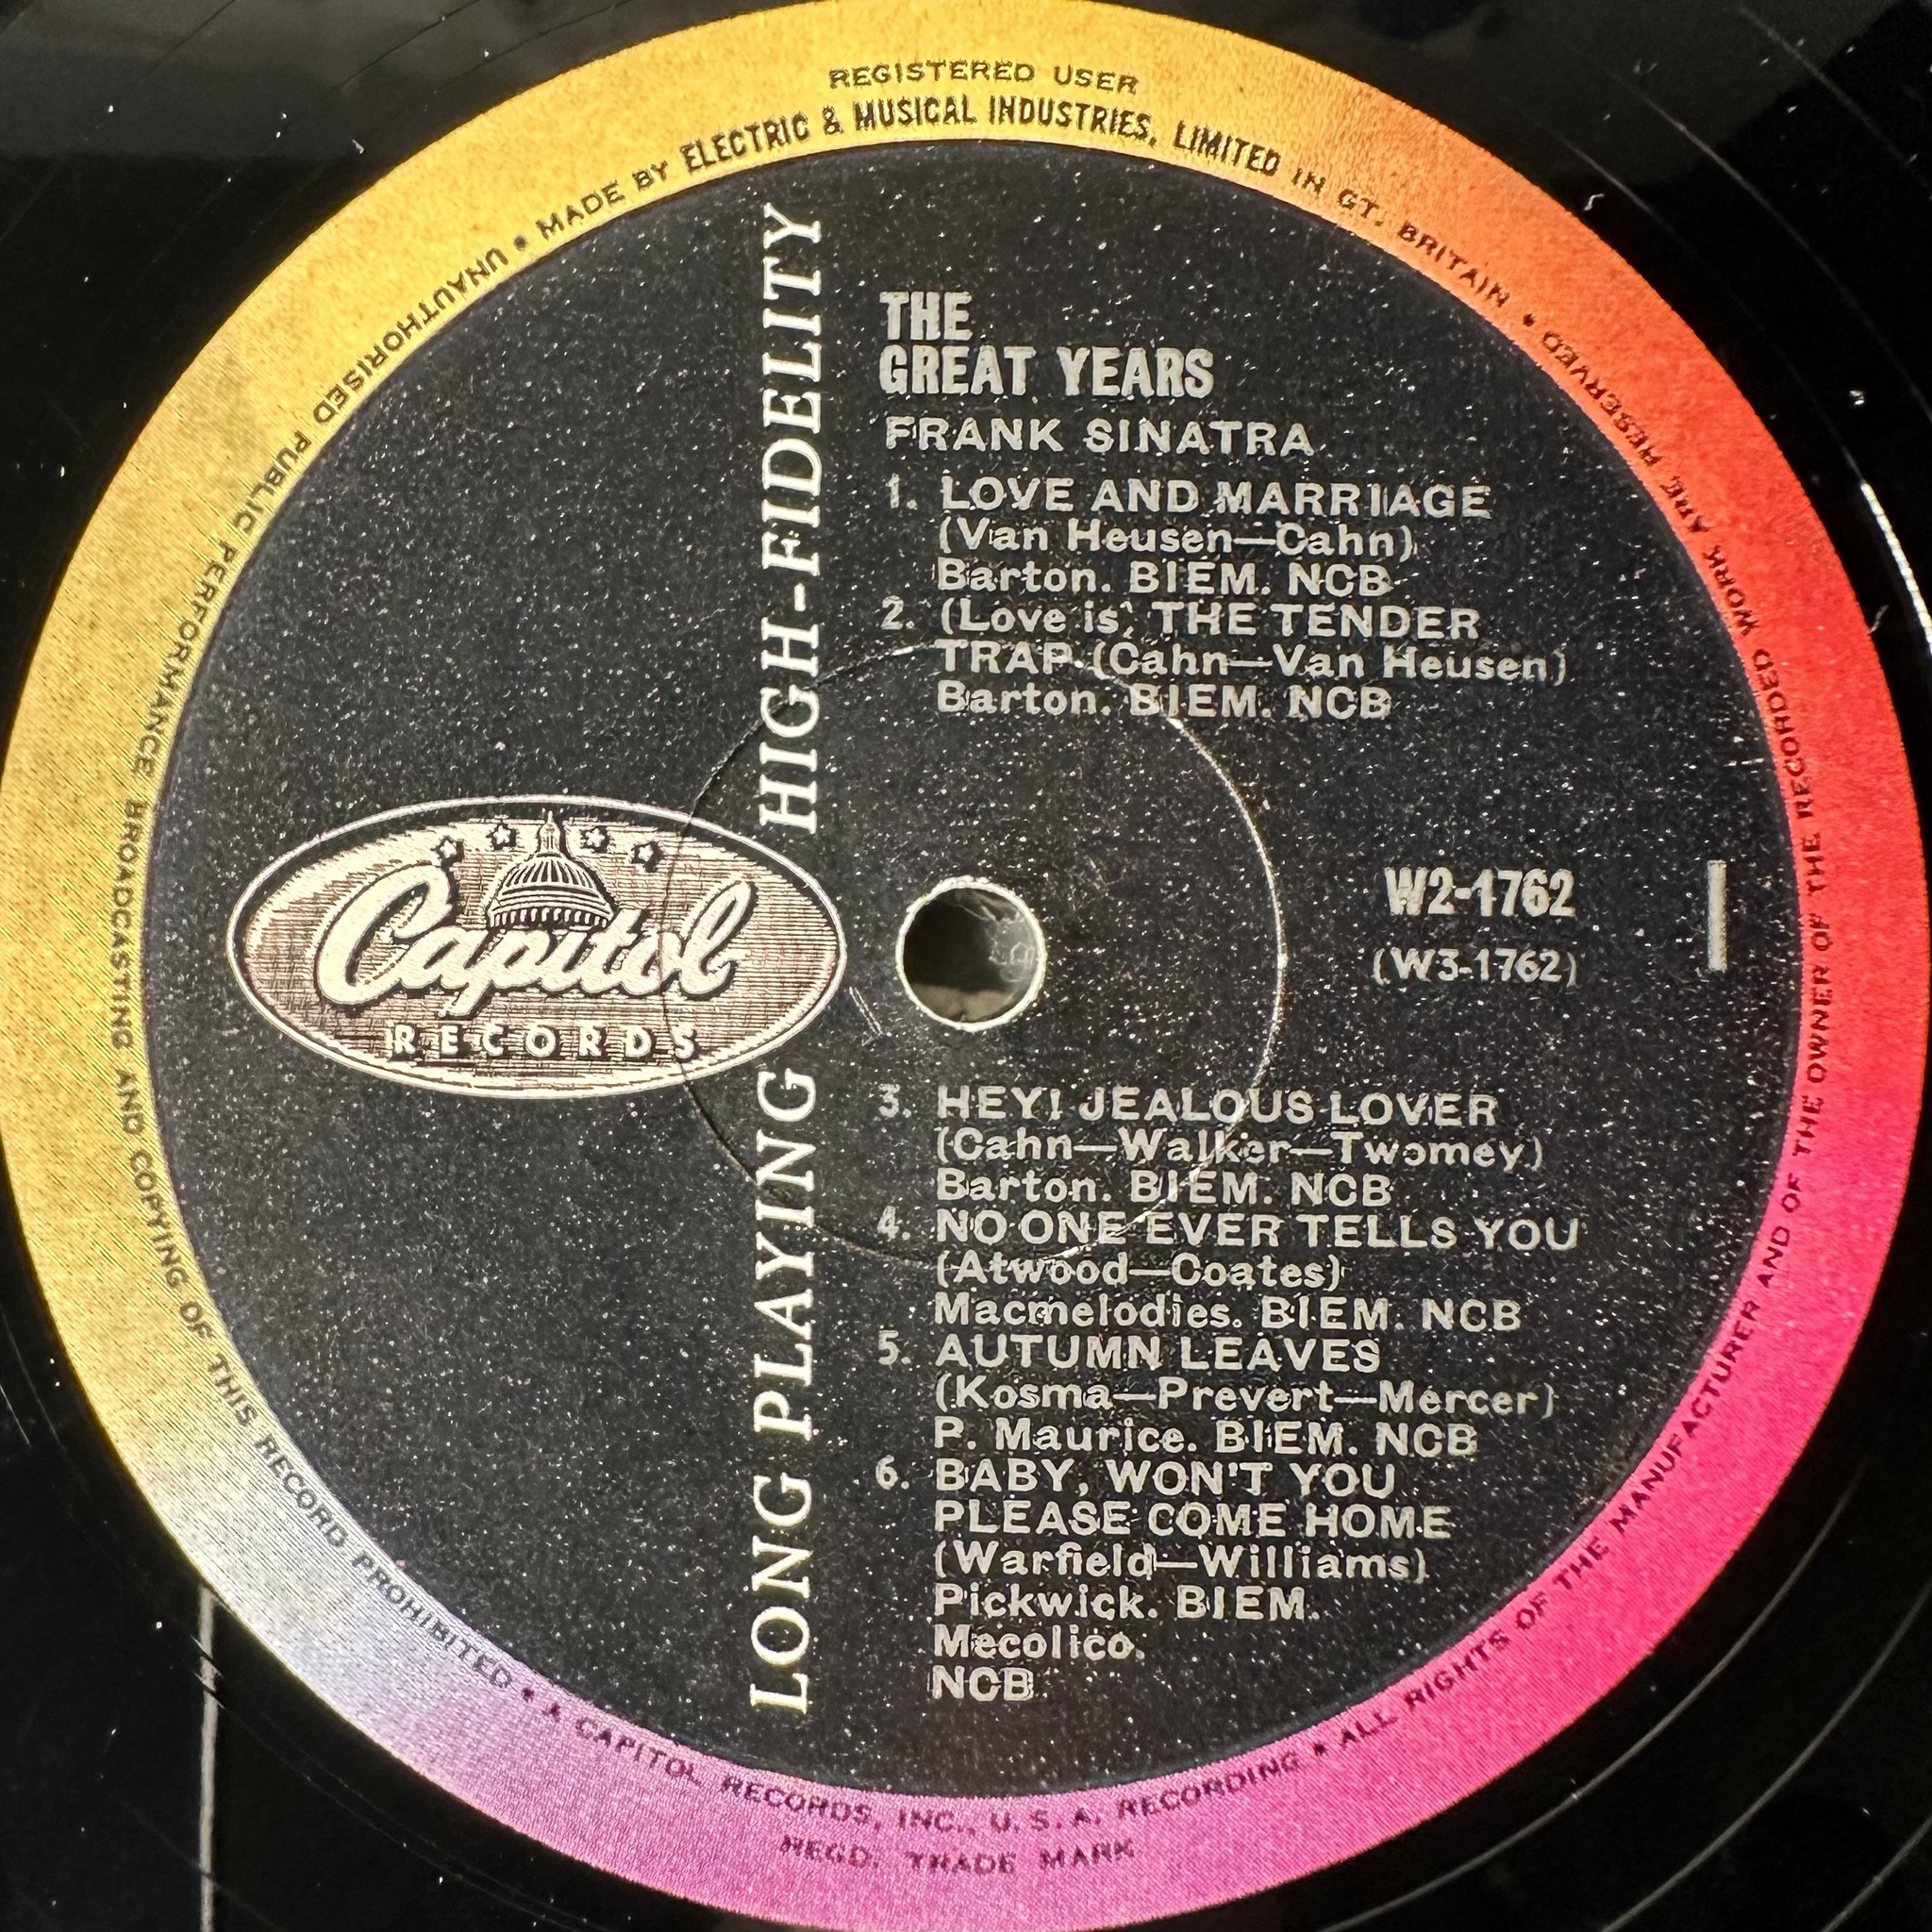 REGISTERED USER
MADE BY ELECTRIC & MUSICAL INDUSTRIES, LIMITED IN GT. BRITAIN • ALL RIGHTS OF THE MANUFACTURER AND OF THE OWNER OF THE RECORDED WORK ARE RESERVED •
UNAUTHORISED PUBLIC PERFORMANCE BROADCASTING AND COPYING OF THIS RECORD PROHIBITED •
A CAPITOL RECORDS, INC., U.S.A. RECORDING •
REGD. TRADE MARK
LONG PLAYING HIGH-FIDELITY
Capitol
RECORDS
THE
GREAT YEARS
FRANK SINATRA
1. LOVE AND MARRIAGE
(Van Heusen—Cahn)
Barton. BIEM. NCB
2. (Love is) THE TENDER
TRAP (Cahn—Van Heusen)
Barton. BIEM. NCB
W2-1762
(W3-1762)
1
3. HEY! JEALOUS LOVER
(Cahn—Walker—Twomey)
Barton. BIEM. NCB
4. NO ONE EVER TELLS YOU
(Atwood—Coates)
Macmelodies. BIEM. NCB
5. AUTUMN LEAVES
(Kosma—Prevert—Mercer)
P. Maurice. BIEM. NCB
6. BABY, WON'T YOU
PLEASE COME HOME
(Warfield—Williams)
Pickwick. BIEM.
Mecolico.
NCB